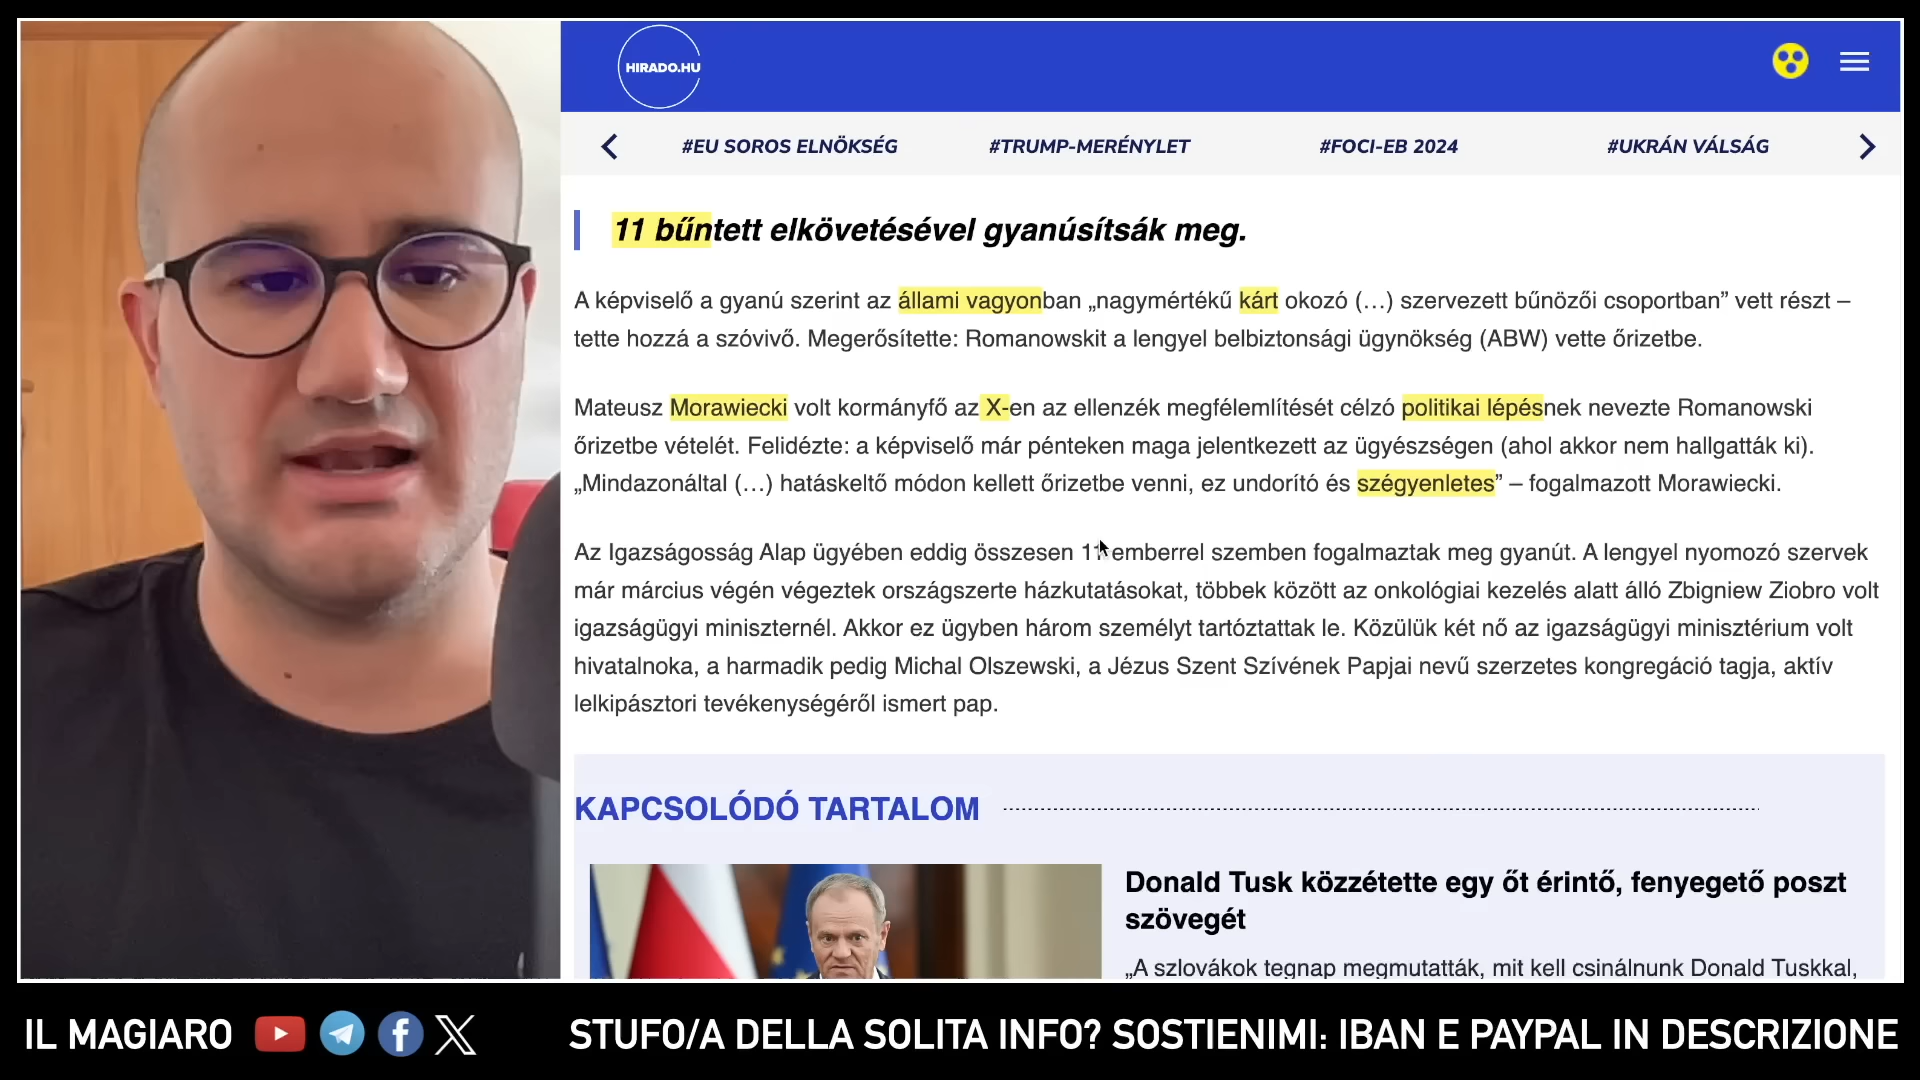 HIRADO.HU
#EU SOROS ELNÖKSÉG #TRUMP-MERÉNYLET #FOCI-EB 2024 #UKRÁN VÁLSÁG
11 bűntett elkövetésével gyanúsítsák meg.
A képviselő a gyanú szerint az állami vagyonban „nagymértékű kárt okozó (…) szervezett bűnözői csoportban” vett részt –
tette hozzá a szóvivő. Megerősítette: Romanowskit a lengyel belbiztonsági ügynökség (ABW) vette őrizetbe.
Mateusz Morawiecki volt kormányfő az X-en az ellenzék megfélemlítését célzó politikai lépésnek nevezte Romanowski
őrizetbe vételét. Felidézte: a képviselő már pénteken maga jelentkezett az ügyészségen (ahol akkor nem hallgatták ki).
„Mindazonáltal (…) hatáskeltő módon kellett őrizetbe venni, ez undorító és szégyenletes” – fogalmazott Morawiecki.
Az Igazságosság Alap ügyében eddig összesen 11 emberrel szemben fogalmaztak meg gyanút. A lengyel nyomozó szervek
már március végén végeztek országszerte házkutatásokat, többek között az onkológiai kezelés alatt álló Zbigniew Ziobro volt
igazságügyi miniszternél. Akkor ez ügyben három személyt tartóztattak le. Közülük két nő az igazságügyi minisztérium volt
hivatalnoka, a harmadik pedig Michal Olszewski, a Jézus Szent Szívének Papjai nevű szerzetes kongregáció tagja, aktív
lelkipásztori tevékenységéről ismert pap.
KAPCSOLÓDÓ TARTALOM
Donald Tusk közzétette egy őt érintő, fenyegető poszt
szövegét
„A szlovákok tegnap megmutatták, mit kell csinálnunk Donald Tuskkal,
IL MAGIARO STUFO/A DELLA SOLITA INFO? SOSTIENIMI: IBAN E PAYPAL IN DESCRIZIONE